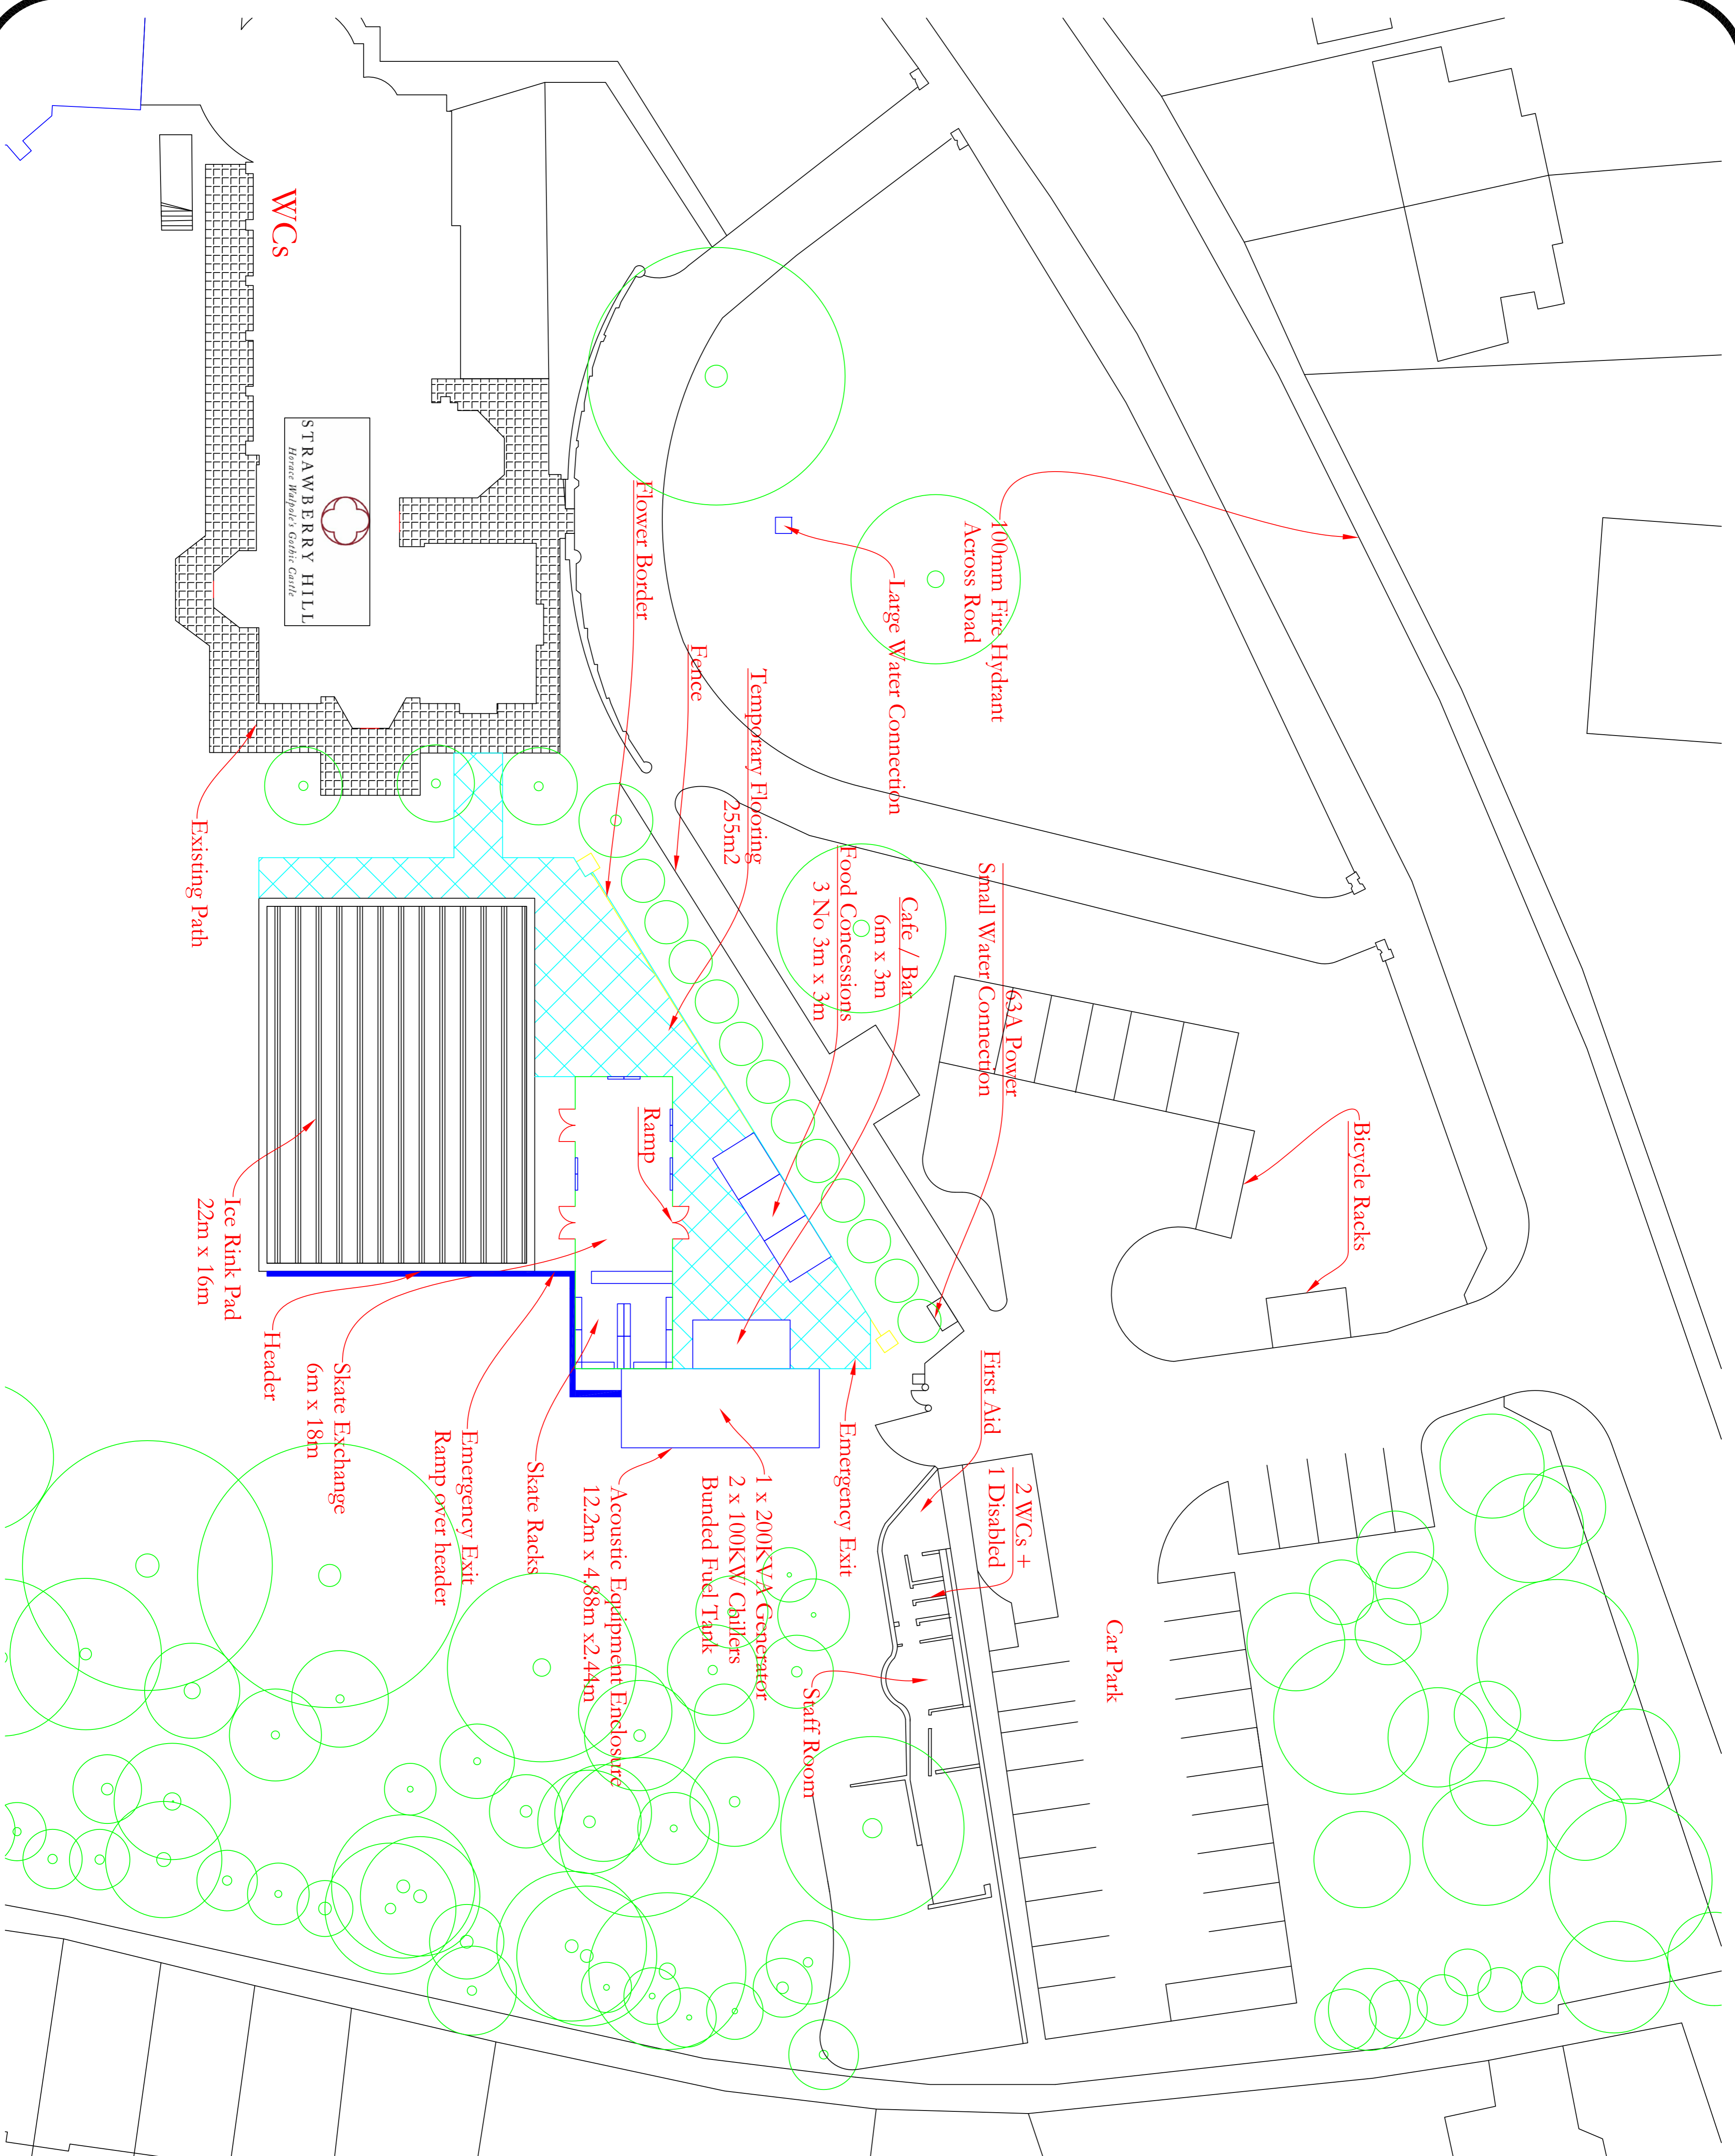 WCs
STRAWBERRY HILL
Horace Walpole's Gothic Castle
100mm Fire Hydrant
Across Road
Large Water Connection
Flower Border
Fence
Temporary Flooring
255m2
Existing Path
Food Concessions
3 No 3m x 3m
Cafe / Bar
6m x 3m
63A Power
Small Water Connection
Bicycle Racks
Ramp
Ice Rink Pad
22m x 16m
Header
Skate Exchange
6m x 18m
Emergency Exit
Ramp over header
Skate Racks
Acoustic Equipment Enclosure
12.2m x 4.88m x2.44m
1 x 200KVA Generator
2 x 100KW Chillers
Bunded Fuel Tank
Emergency Exit
First Aid
2 WCs +
1 Disabled
Staff Room
Car Park